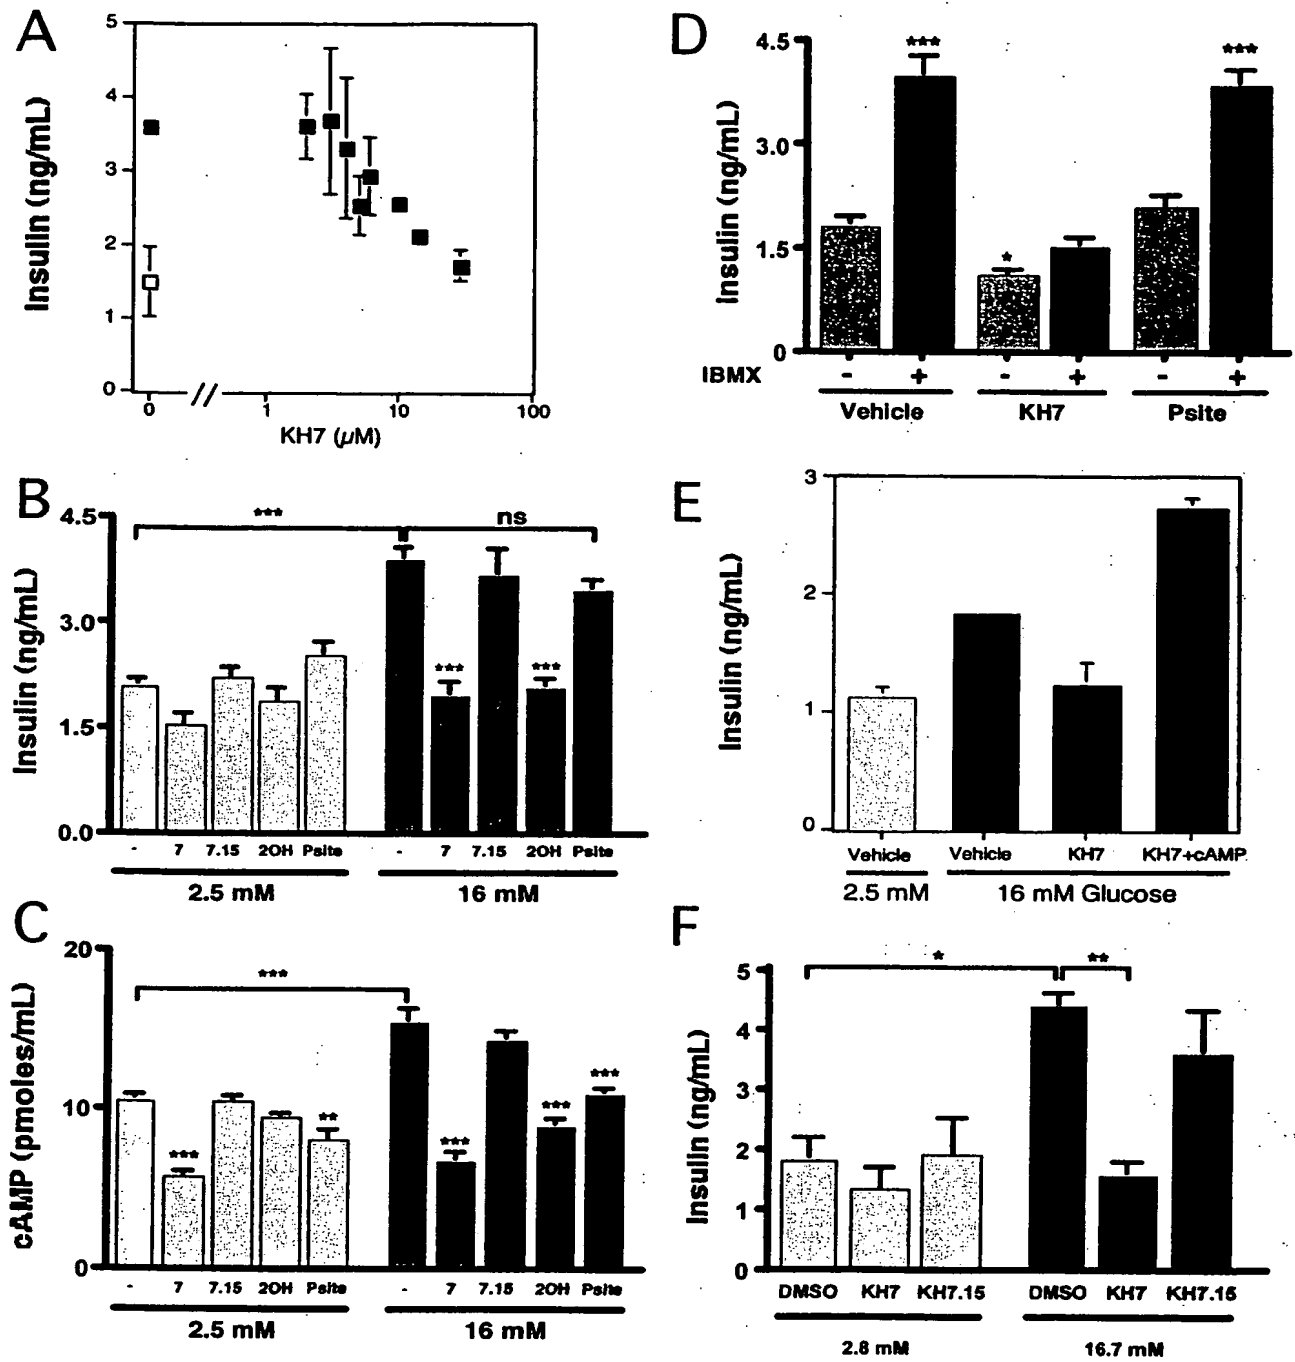 A
Insulin (ng/mL)
5
4
3
2
1
0
0 // 1 10 100
KH7 (µM)
B
Insulin (ng/mL)
4.5
3.0
1.5
0.0
*** ns
*** ***
- 7 7.15 2OH Psite - 7 7.15 2OH Psite
2.5 mM 16 mM
C
cAMP (pmoles/mL)
20
10
0
***
*** ** *** *** ***
- 7 7.15 2OH Psite - 7 7.15 2OH Psite
2.5 mM 16 mM
D
Insulin (ng/mL)
4.5
3.0
1.5
0
*** * ***
IBMX - + - + - +
Vehicle KH7 Psite
E
Insulin (ng/mL)
3
2
1
0
Vehicle Vehicle KH7 KH7+cAMP
2.5 mM 16 mM Glucose
F
Insulin (ng/mL)
5
4
3
2
1
0
* **
DMSO KH7 KH7.15 DMSO KH7 KH7.15
2.8 mM 16.7 mM